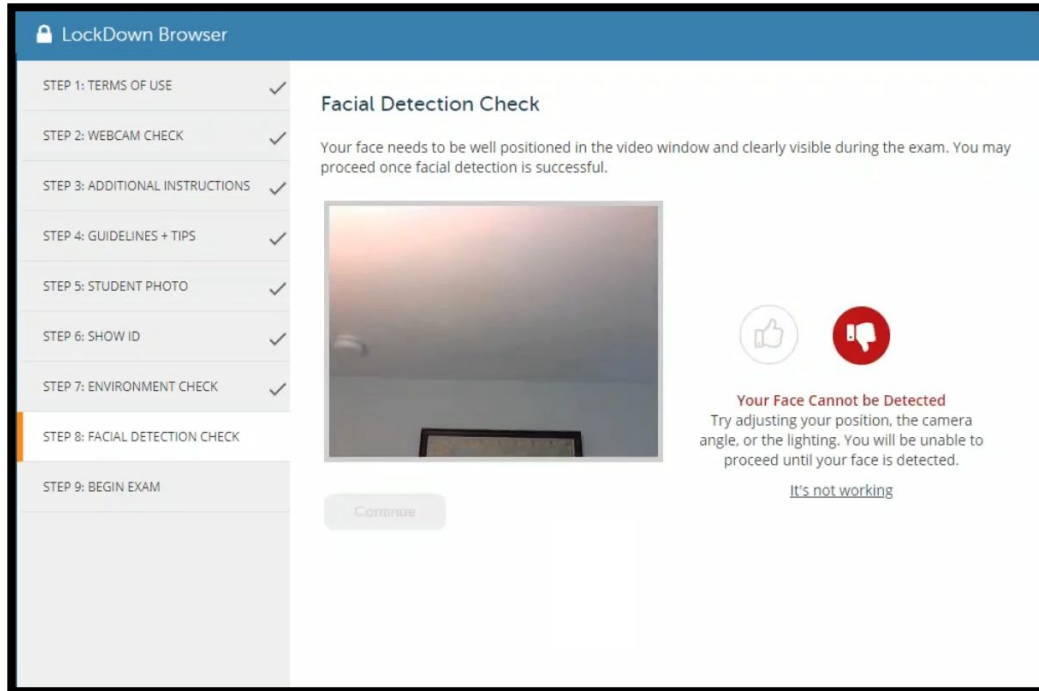 LockDown Browser
STEP 1: TERMS OF USE
STEP 2: WEBCAM CHECK
STEP 3: ADDITIONAL INSTRUCTIONS
STEP 4: GUIDELINES + TIPS
STEP 5: STUDENT PHOTO
STEP 6: SHOW ID
STEP 7: ENVIRONMENT CHECK
STEP 8: FACIAL DETECTION CHECK
STEP 9: BEGIN EXAM
Facial Detection Check
Your face needs to be well positioned in the video window and clearly visible during the exam. You may
proceed once facial detection is successful.
Your Face Cannot be Detected
Try adjusting your position, the camera
angle, or the lighting. You will be unable to
proceed until your face is detected.
It's not working
Continue